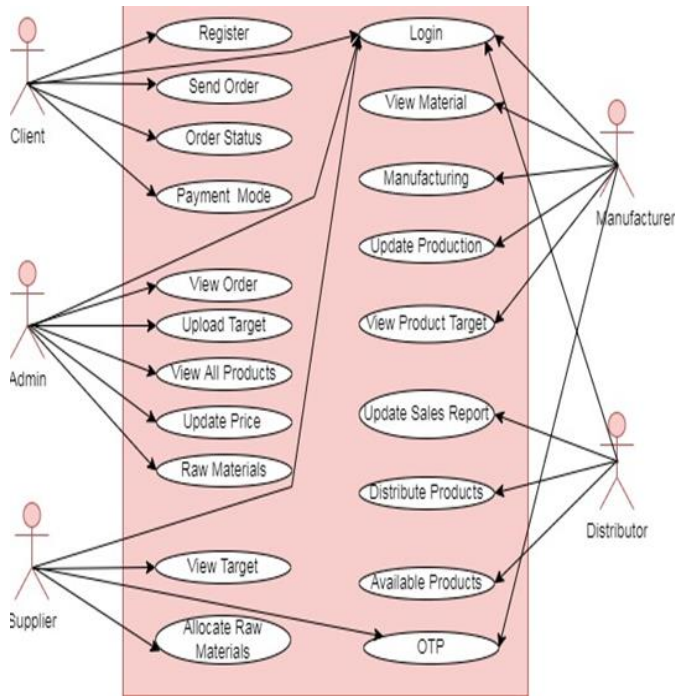 Register
Login
Send Order
View Material
Client
Order Status
Manufacturing
Payment Mode
Manufacturer
Update Production
View Order
Upload Target
View Product Target
Admin
View All Products
Update Price
Update Sales Report
Raw Materials
Distribute Products
Distributor
View Target
Available Products
Supplier
Allocate Raw
Materials
OTP